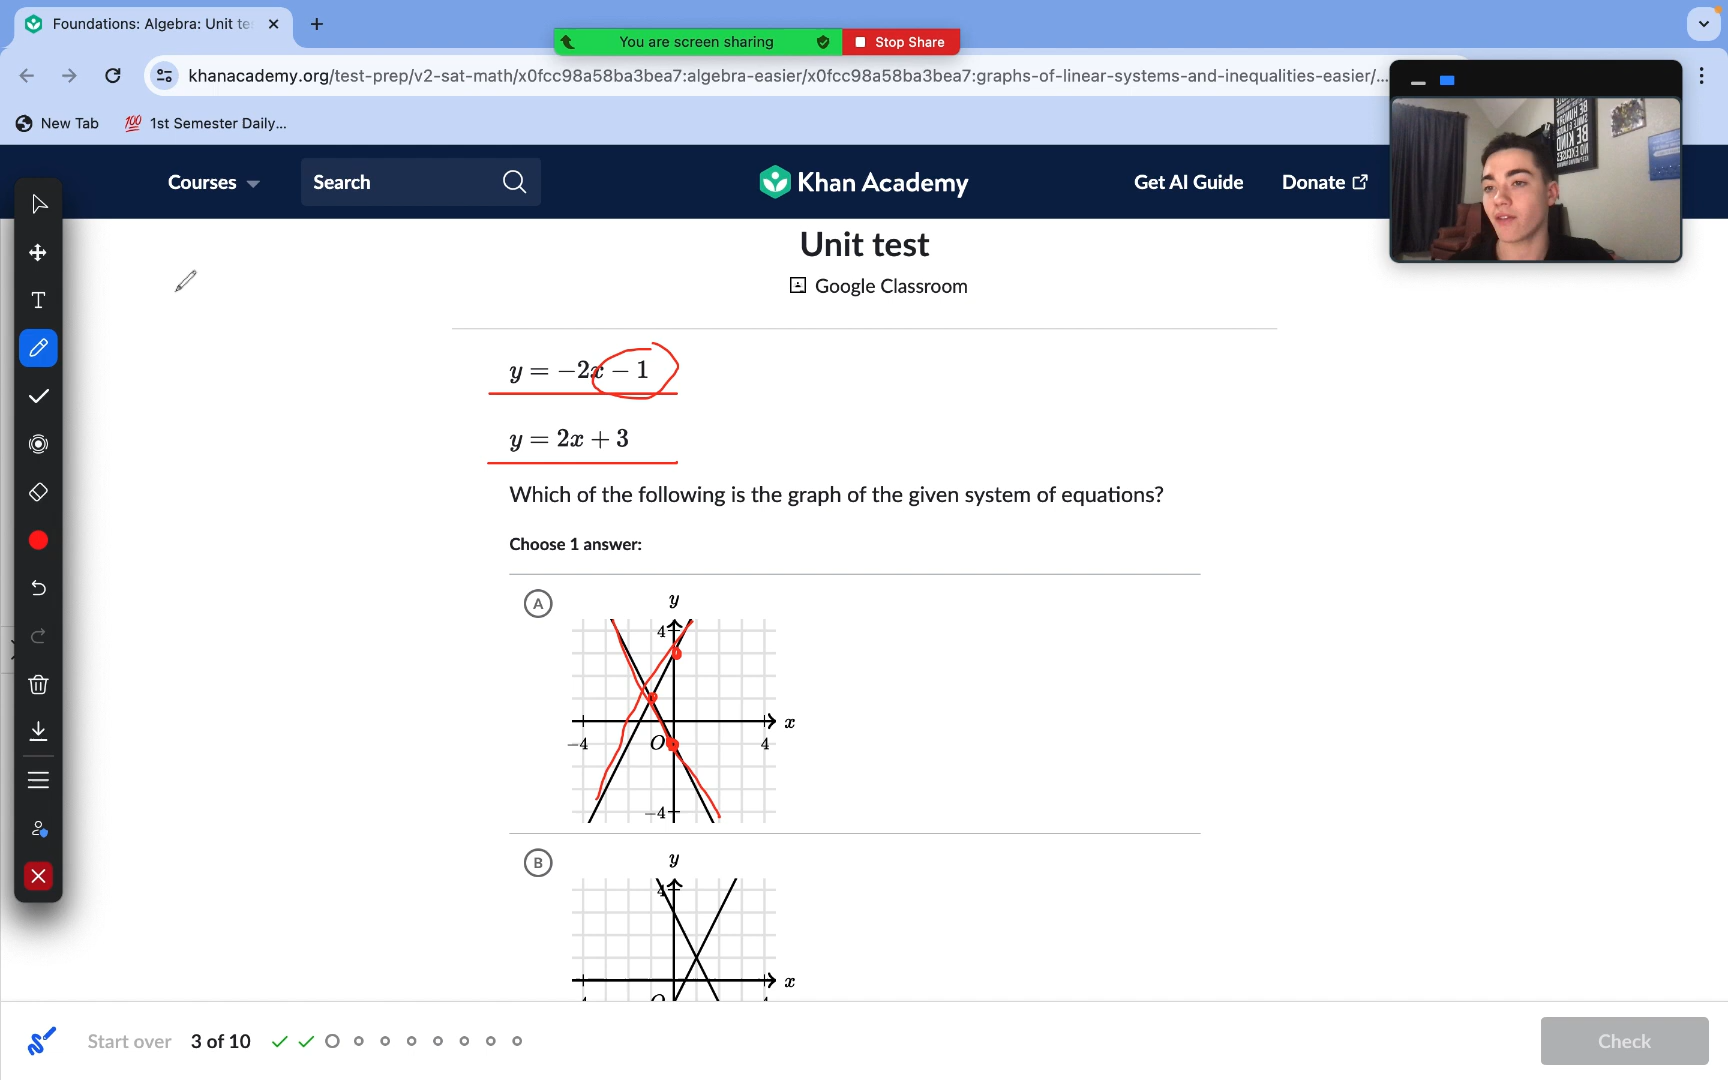 Foundations: Algebra: Unit te
You are screen sharing
Stop Share
khanacademy.org/test-prep/v2-sat-math/x0fcc98a58ba3bea7:algebra-easier/x0fcc98a58ba3bea7:graphs-of-linear-systems-and-inequalities-easier/...
New Tab
100 1st Semester Daily...
Courses
Search
Khan Academy
Get AI Guide
Donate
BE KIND
T
Unit test
Google Classroom
y = −2x − 1
y = 2x + 3
Which of the following is the graph of the given system of equations?
Choose 1 answer:
A
y
4
x
−4
O
4
−4
B
y
4
x
O
Start over
3 of 10
Check